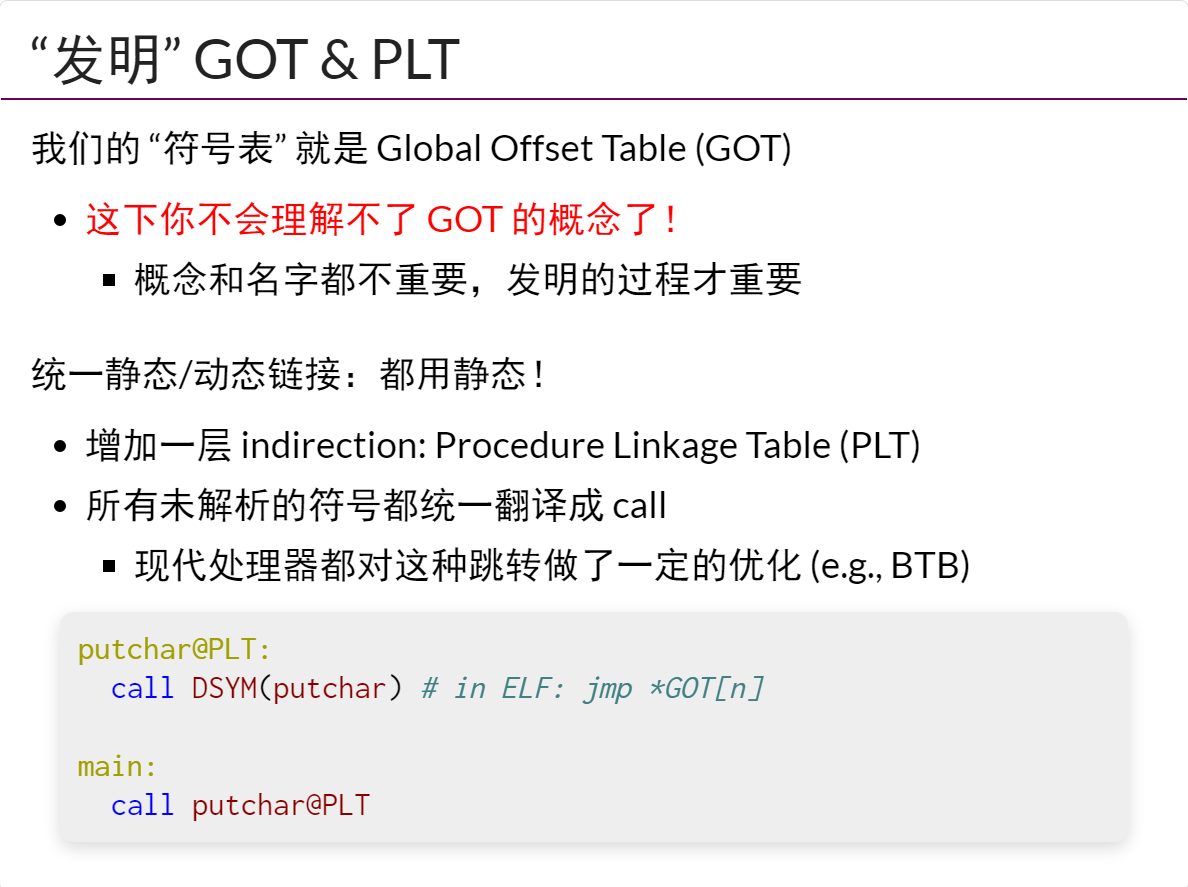 “发明” GOT & PLT
我们的 “符号表” 就是 Global Offset Table (GOT)
• 这下你不会理解不了 GOT 的概念了！
▪ 概念和名字都不重要，发明的过程才重要
统一静态/动态链接：都用静态！
• 增加一层 indirection: Procedure Linkage Table (PLT)
• 所有未解析的符号都统一翻译成 call
▪ 现代处理器都对这种跳转做了一定的优化 (e.g., BTB)
putchar@PLT:
  call DSYM(putchar) # in ELF: jmp *GOT[n]
main:
  call putchar@PLT